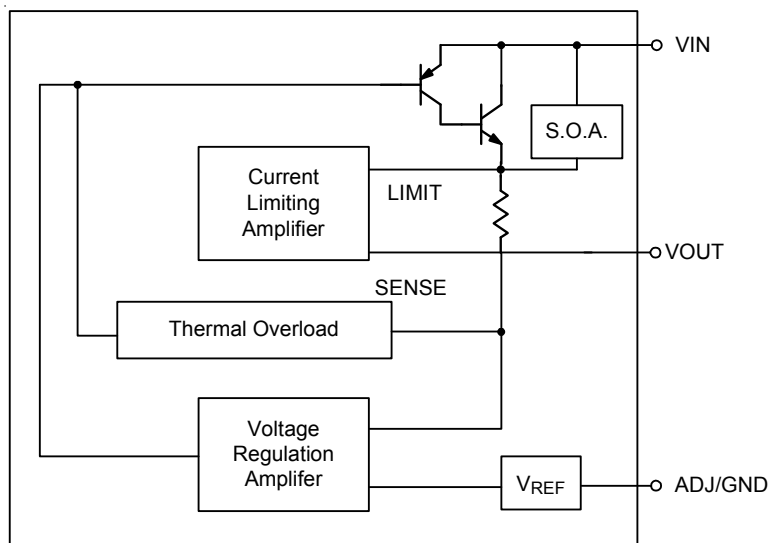 VIN
S.O.A.
Current
Limiting
Amplifier
LIMIT
VOUT
SENSE
Thermal Overload
Voltage
Regulation
Amplifer
VREF
ADJ/GND